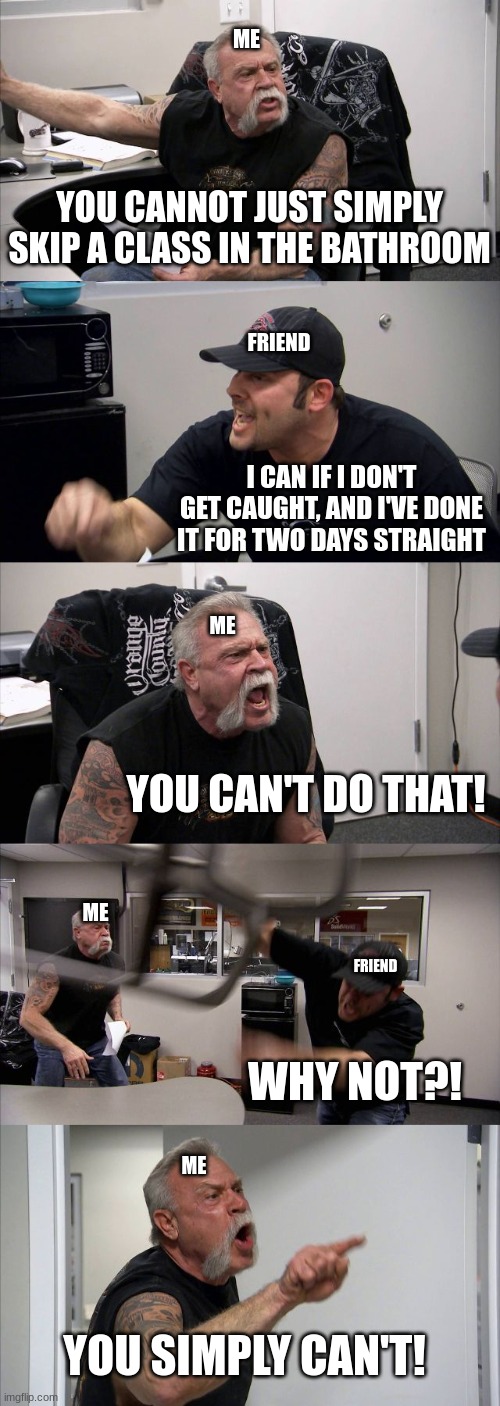 ME
YOU CANNOT JUST SIMPLY
SKIP A CLASS IN THE BATHROOM
FRIEND
I CAN IF I DON'T
GET CAUGHT, AND I'VE DONE
IT FOR TWO DAYS STRAIGHT
Orange
County
ME
YOU CAN'T DO THAT!
ME
FRIEND
WHY NOT?!
ME
YOU SIMPLY CAN'T!
imgflip.com